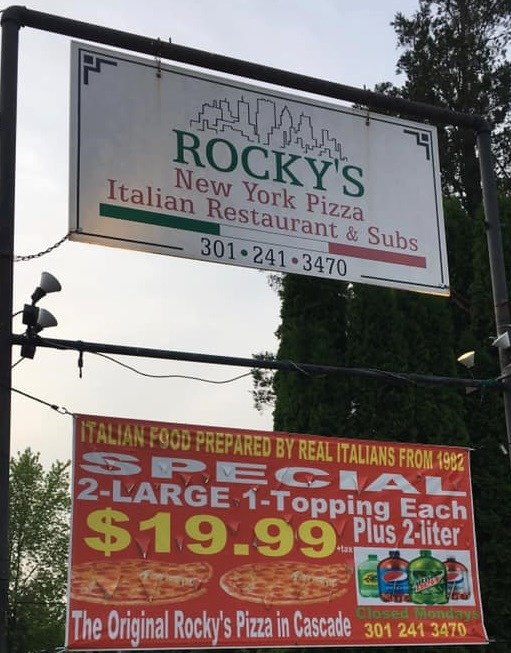 ROCKY'S
New York Pizza
Italian Restaurant & Subs
301•241•3470
ITALIAN FOOD PREPARED BY REAL ITALIANS FROM 1982
SPECIAL
2-LARGE 1-Topping Each
$19.99 +tax Plus 2-liter
The Original Rocky's Pizza in Cascade
Closed Mondays
301 241 3470